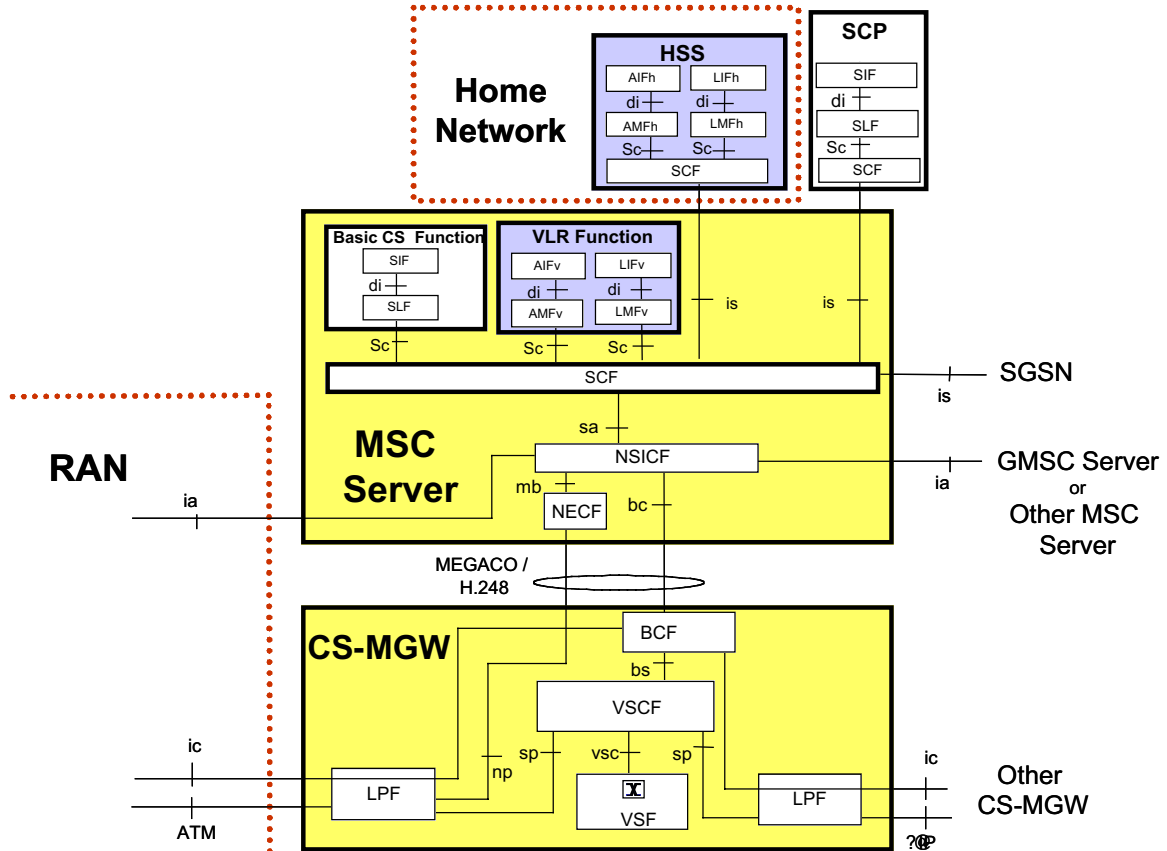 SCP
HSS
SIF
AIFh
LIFh
di
di
di
Home
Network
AMFh
LMFh
SLF
Sc
Sc
Sc
SCF
SCF
Basic CS Function
VLR Function
SIF
AIFv
LIFv
di
di
di
SLF
AMFv
LMFv
is
is
Sc
Sc
Sc
SCF
SGSN
is
sa
MSC
Server
RAN
NSICF
GMSC Server
or
Other MSC
Server
mb
ia
ia
NECF
bc
MEGACO /
H.248
BCF
CS-MGW
bs
VSCF
ic
sp
vsc
sp
ic
np
Other
CS-MGW
LPF
LPF
VSF
ATM